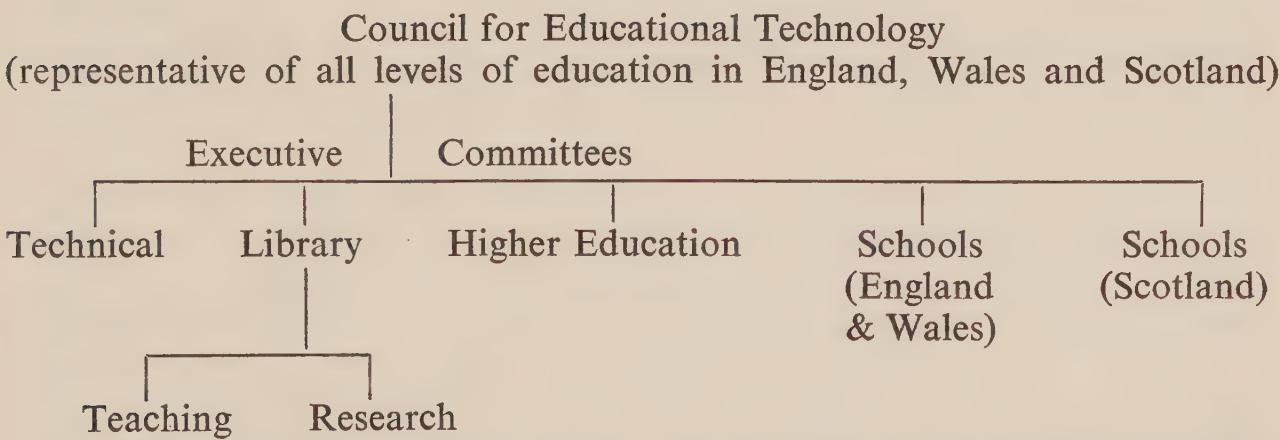 Council for Educational Technology
(representative of all levels of education in England, Wales and Scotland)
Executive Committees
Technical Library Higher Education Schools Schools
(England (Scotland)
& Wales)
Teaching Research